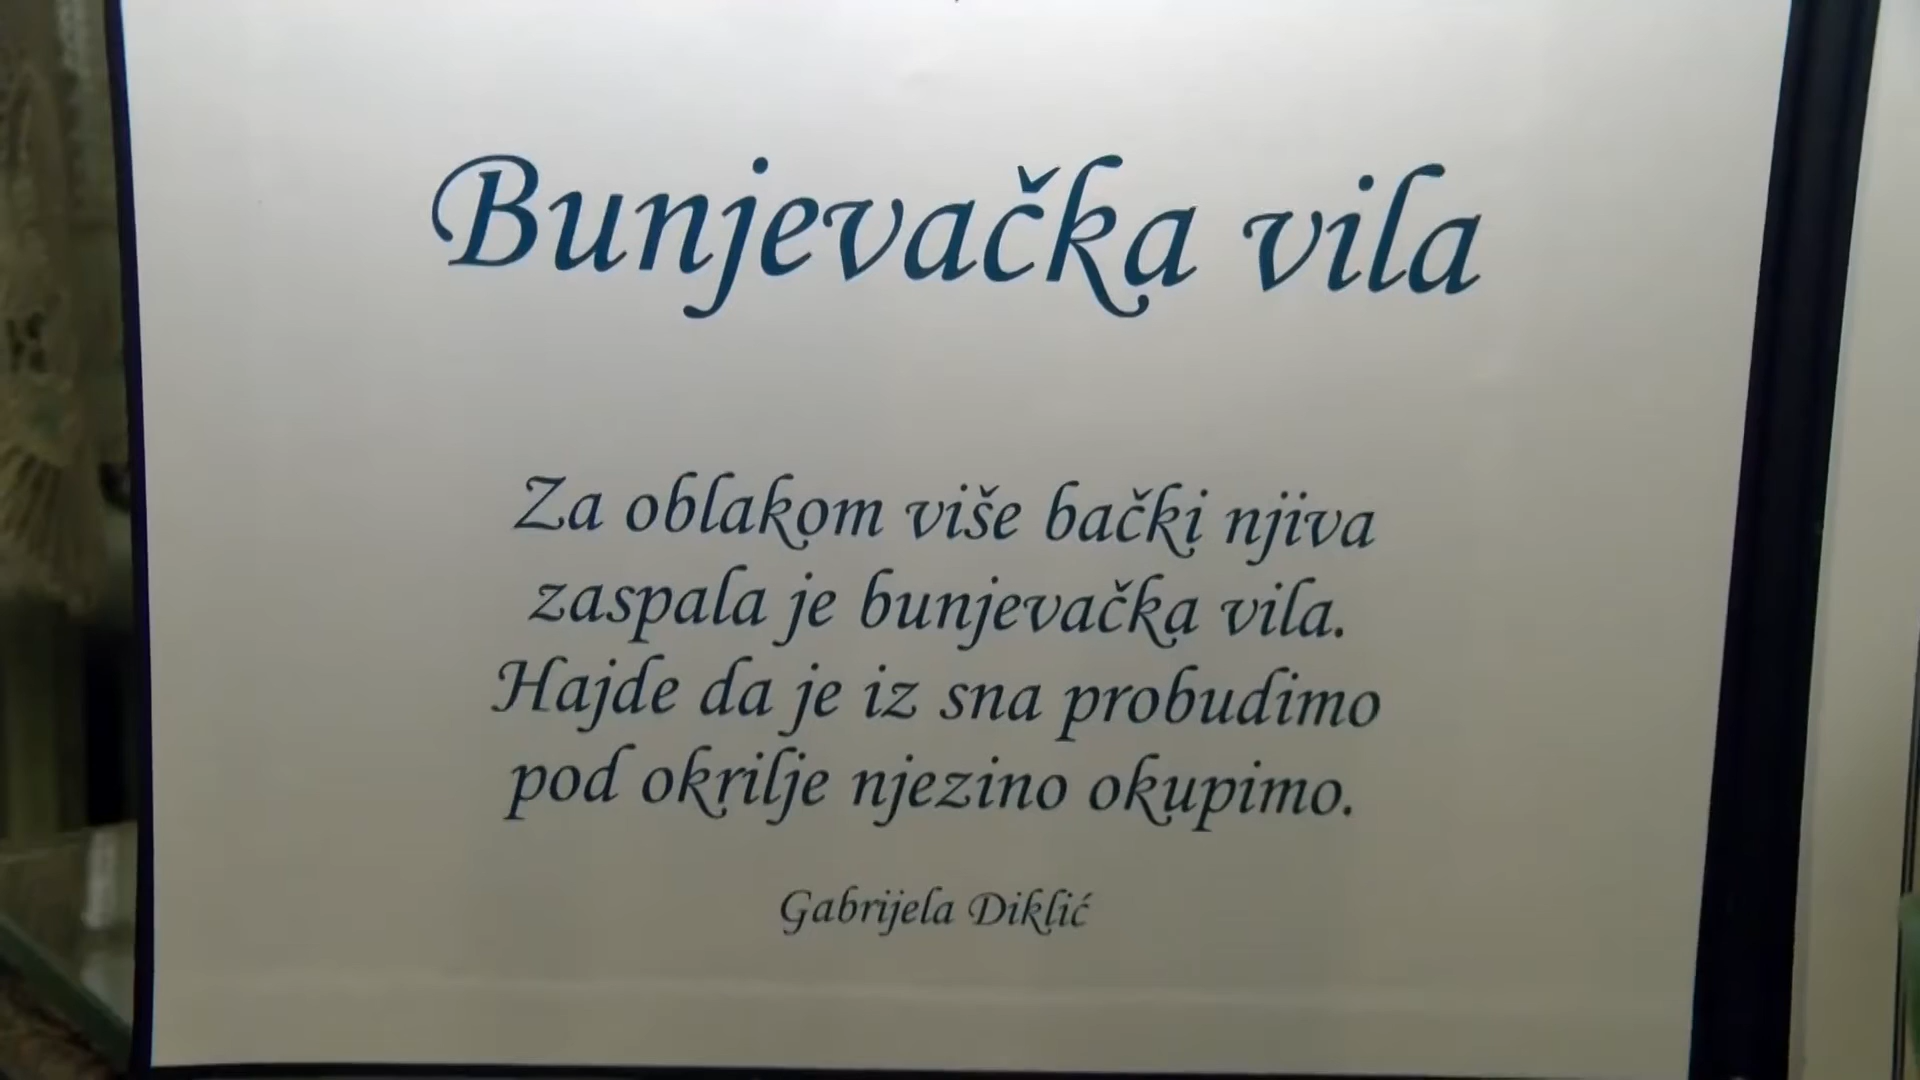 Bunjevačka vila
Za oblakom više bački njiva
zaspala je bunjevačka vila.
Hajde da je iz sna probudimo
pod okrilje njezino okupimo.
Gabrijela Diklić